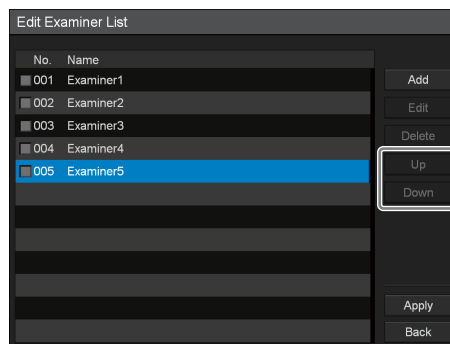 Edit Examiner List
No. Name
001 Examiner1
002 Examiner2
003 Examiner3
004 Examiner4
005 Examiner5
Add
Edit
Delete
Up
Down
Apply
Back